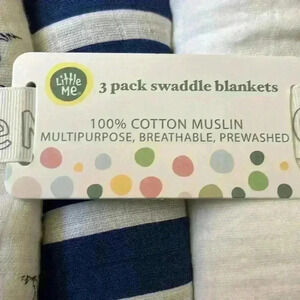 Little
Me.
3 pack swaddle blankets
100% COTTON MUSLIN
MULTIPURPOSE, BREATHABLE, PREWASHED